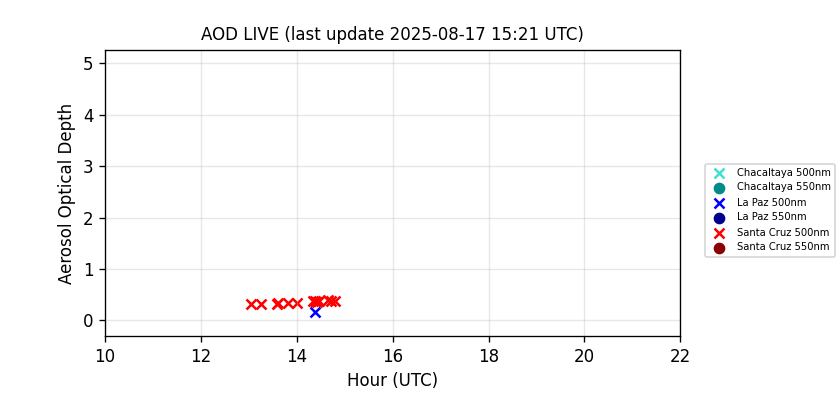 AOD LIVE (last update 2025-08-17 15:21 UTC)
Aerosol Optical Depth
5
4
3
2
1
0
10 12 14 16 18 20 22
Hour (UTC)
Chacaltaya 500nm
Chacaltaya 550nm
La Paz 500nm
La Paz 550nm
Santa Cruz 500nm
Santa Cruz 550nm